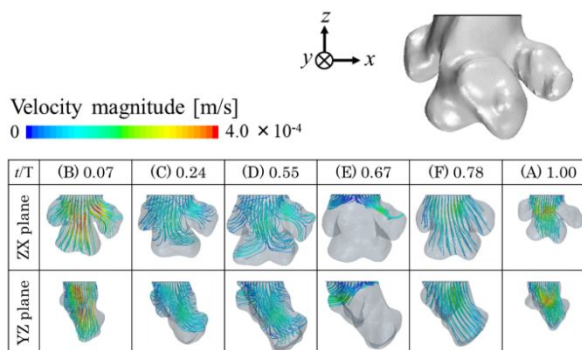 z
y x
Velocity magnitude [m/s]
0 4.0 × 10⁻⁴
t/T (B) 0.07 (C) 0.24 (D) 0.55 (E) 0.67 (F) 0.78 (A) 1.00
ZX plane
YZ plane